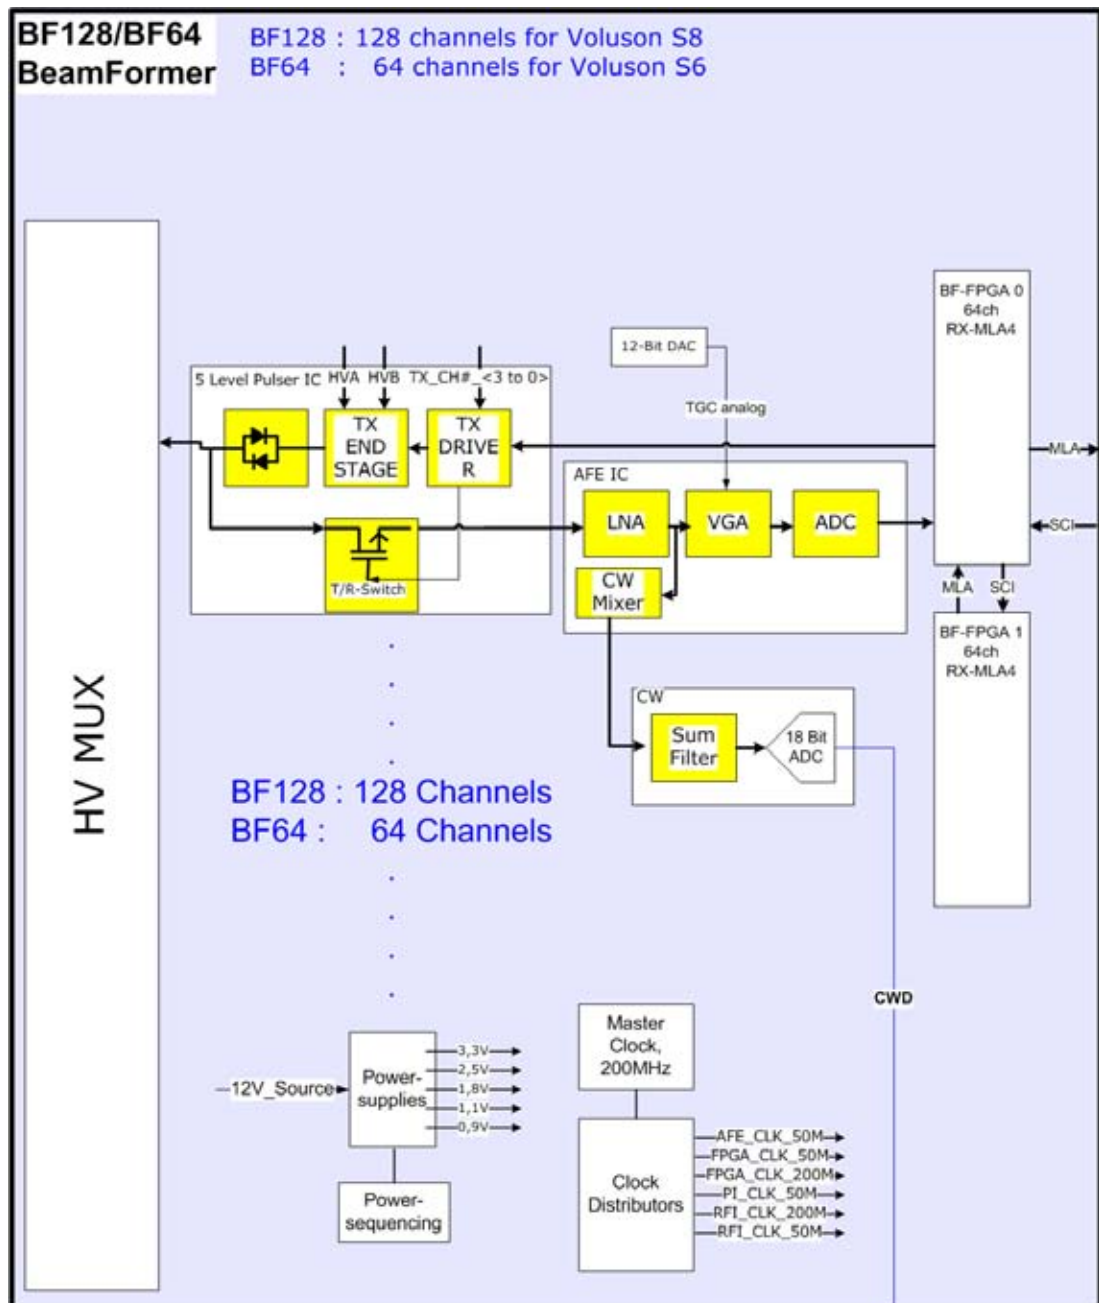 BF128/BF64
BeamFormer
BF128 : 128 channels for Voluson S8
BF64 : 64 channels for Voluson S6
HV MUX
5 Level Pulser IC
HVA
HVB
TX_CH#_<3 to 0>
TX
END
STAGE
TX
DRIVE
R
T/R-Switch
12-Bit DAC
TGC analog
AFE IC
LNA
VGA
ADC
CW
Mixer
BF-FPGA 0
64ch
RX-MLA4
MLA
SCI
MLA
SCI
BF-FPGA 1
64ch
RX-MLA4
CW
Sum
Filter
18 Bit
ADC
BF128 : 128 Channels
BF64 : 64 Channels
CWD
12V_Source
Power-
supplies
3,3V
2,5V
1,8V
1,1V
0,9V
Power-
sequencing
Master
Clock,
200MHz
Clock
Distributors
AFE_CLK_50M
FPGA_CLK_50M
FPGA_CLK_200M
PI_CLK_50M
RFI_CLK_200M
RFI_CLK_50M